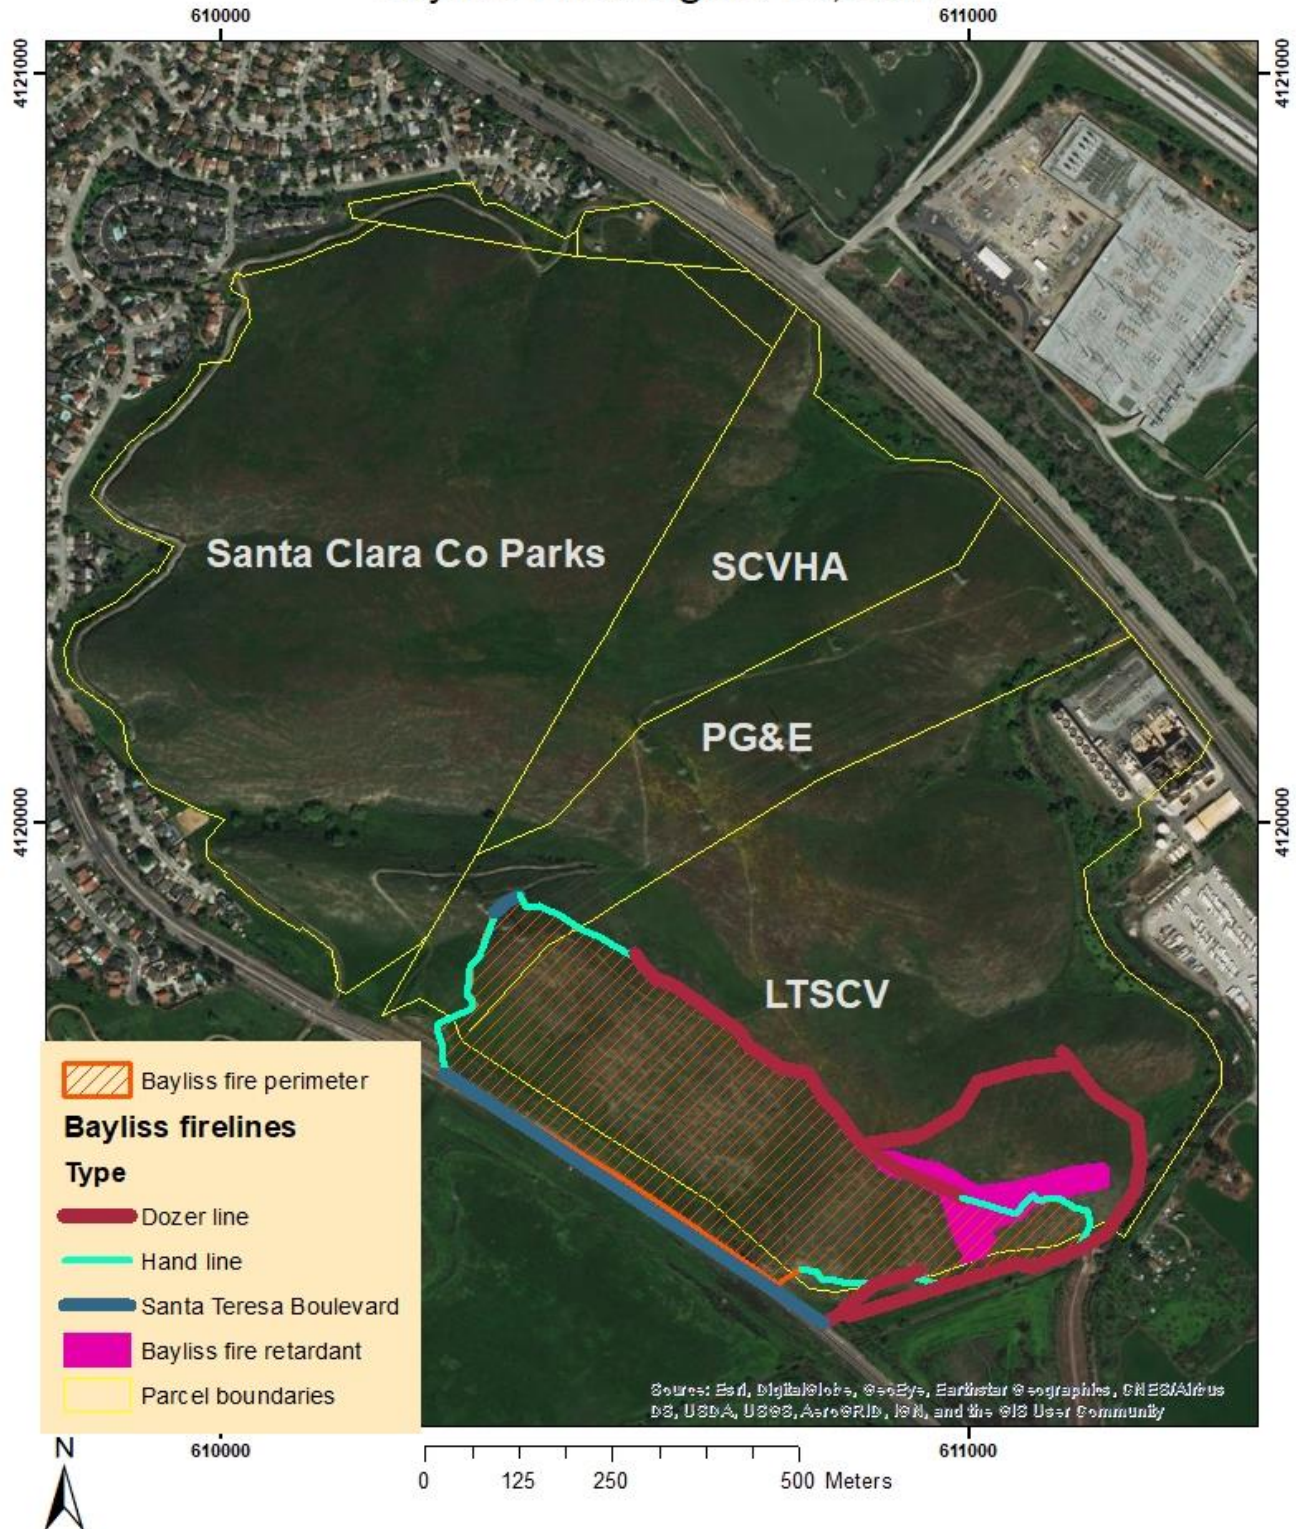 610000
611000
4121000
4121000
Santa Clara Co Parks
SCVHA
PG&E
4120000
4120000
LTSCV
Bayliss fire perimeter
Bayliss firelines
Type
Dozer line
Hand line
Santa Teresa Boulevard
Bayliss fire retardant
Parcel boundaries
Source: Esri, DigitalGlobe, GeoEye, Earthstar Geographics, CNES/Airbus
DS, USDA, USGS, AeroGRID, IGN, and the GIS User Community
N
610000
611000
0 125 250 500 Meters